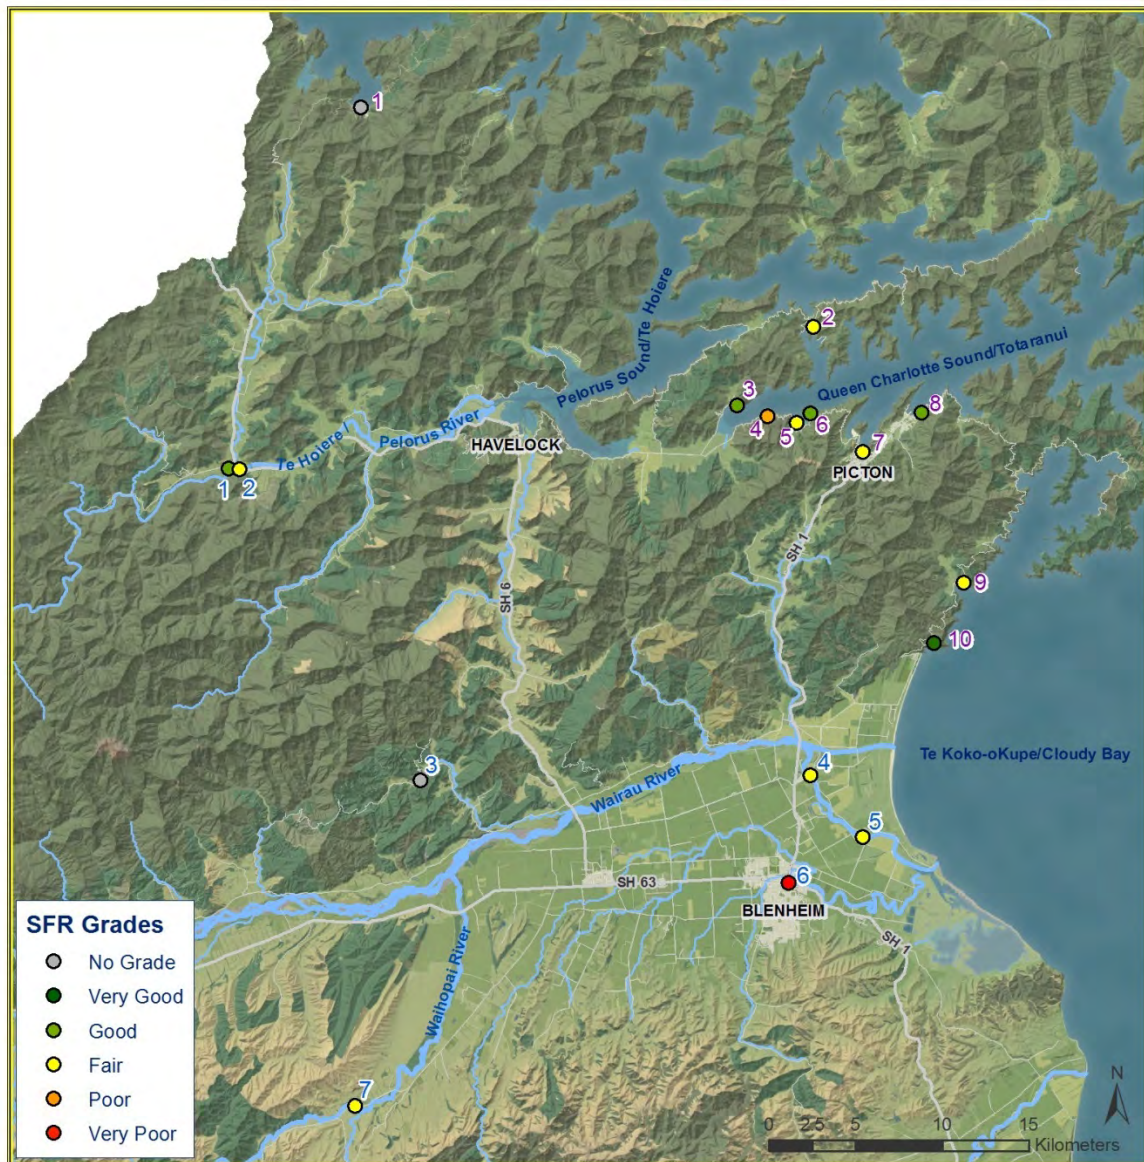 1
2
Pelorus Sound/Te Hoiere
Queen Charlotte Sound/Totaranui
3
4
5
6
8
7
PICTON
Te Hoiere /
Pelorus River
HAVELOCK
1
2
SH 1
SH 6
9
10
Te Koko-oKupe/Cloudy Bay
3
4
Wairau River
5
6
SH 63
BLENHEIM
SH 1
Waihopai River
7
SFR Grades
No Grade
Very Good
Good
Fair
Poor
Very Poor
N
0 2.5 5 10 15
Kilometers